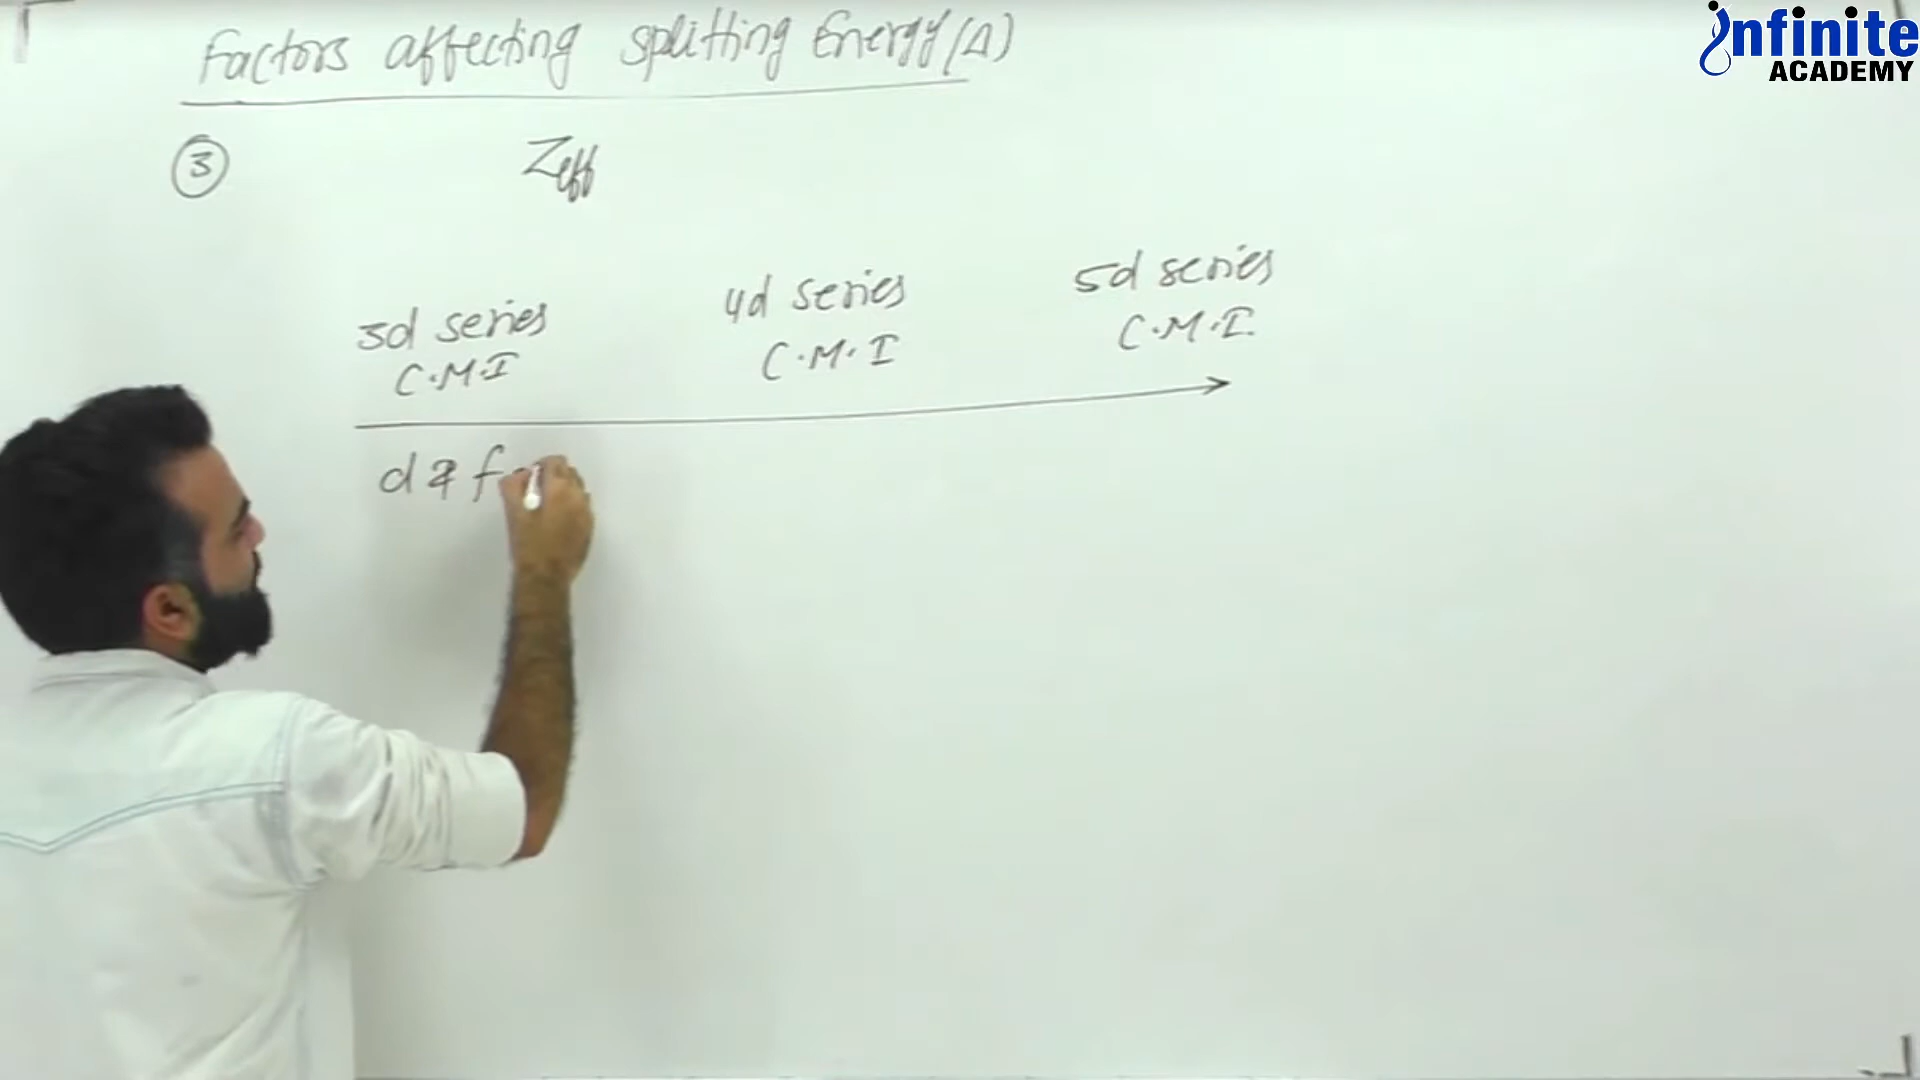 Factors affecting splitting Energy (Δ)
infinite
ACADEMY
3 Zeff
3d series 4d series 5d series
C.M.I C.M.I C.M.I.
d & f